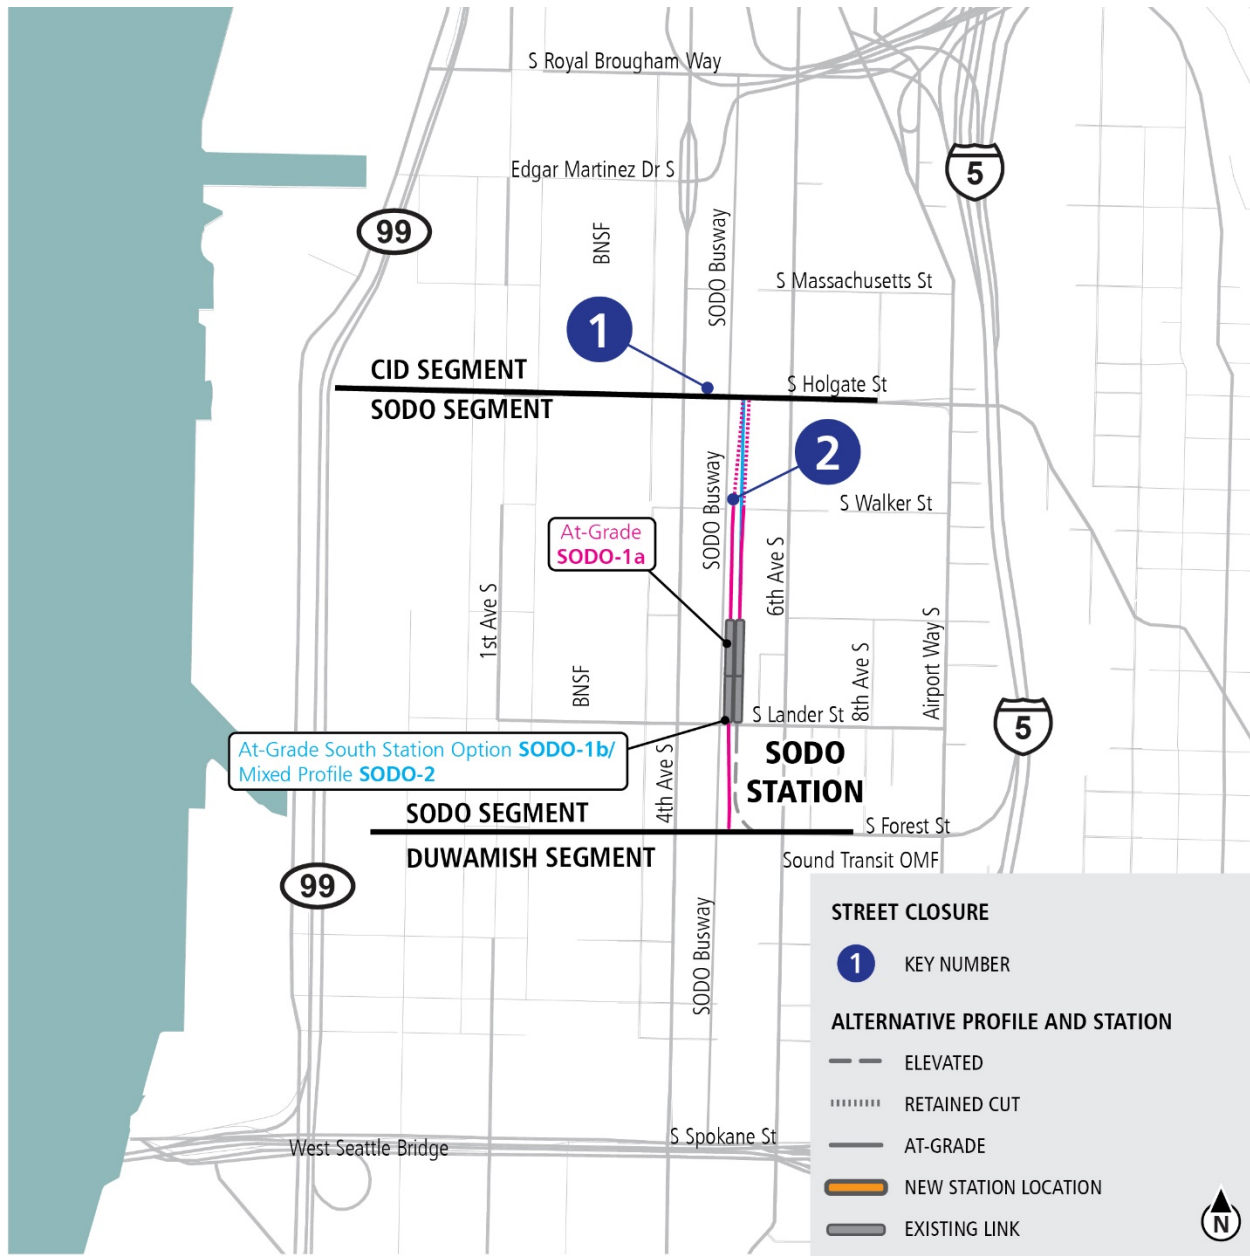 S Royal Brougham Way
Edgar Martinez Dr S
5
99
BNSF
SODO Busway
S Massachusetts St
1
CID SEGMENT
S Holgate St
SODO SEGMENT
2
SODO Busway
S Walker St
At-Grade
SODO-1a
6th Ave S
1st Ave S
BNSF
8th Ave S
Airport Way S
S Lander St
5
At-Grade South Station Option SODO-1b/
Mixed Profile SODO-2
4th Ave S
SODO
STATION
SODO SEGMENT
S Forest St
DUWAMISH SEGMENT
Sound Transit OMF
99
SODO Busway
S Spokane St
West Seattle Bridge
STREET CLOSURE
1 KEY NUMBER
ALTERNATIVE PROFILE AND STATION
ELEVATED
RETAINED CUT
AT-GRADE
NEW STATION LOCATION
EXISTING LINK
N